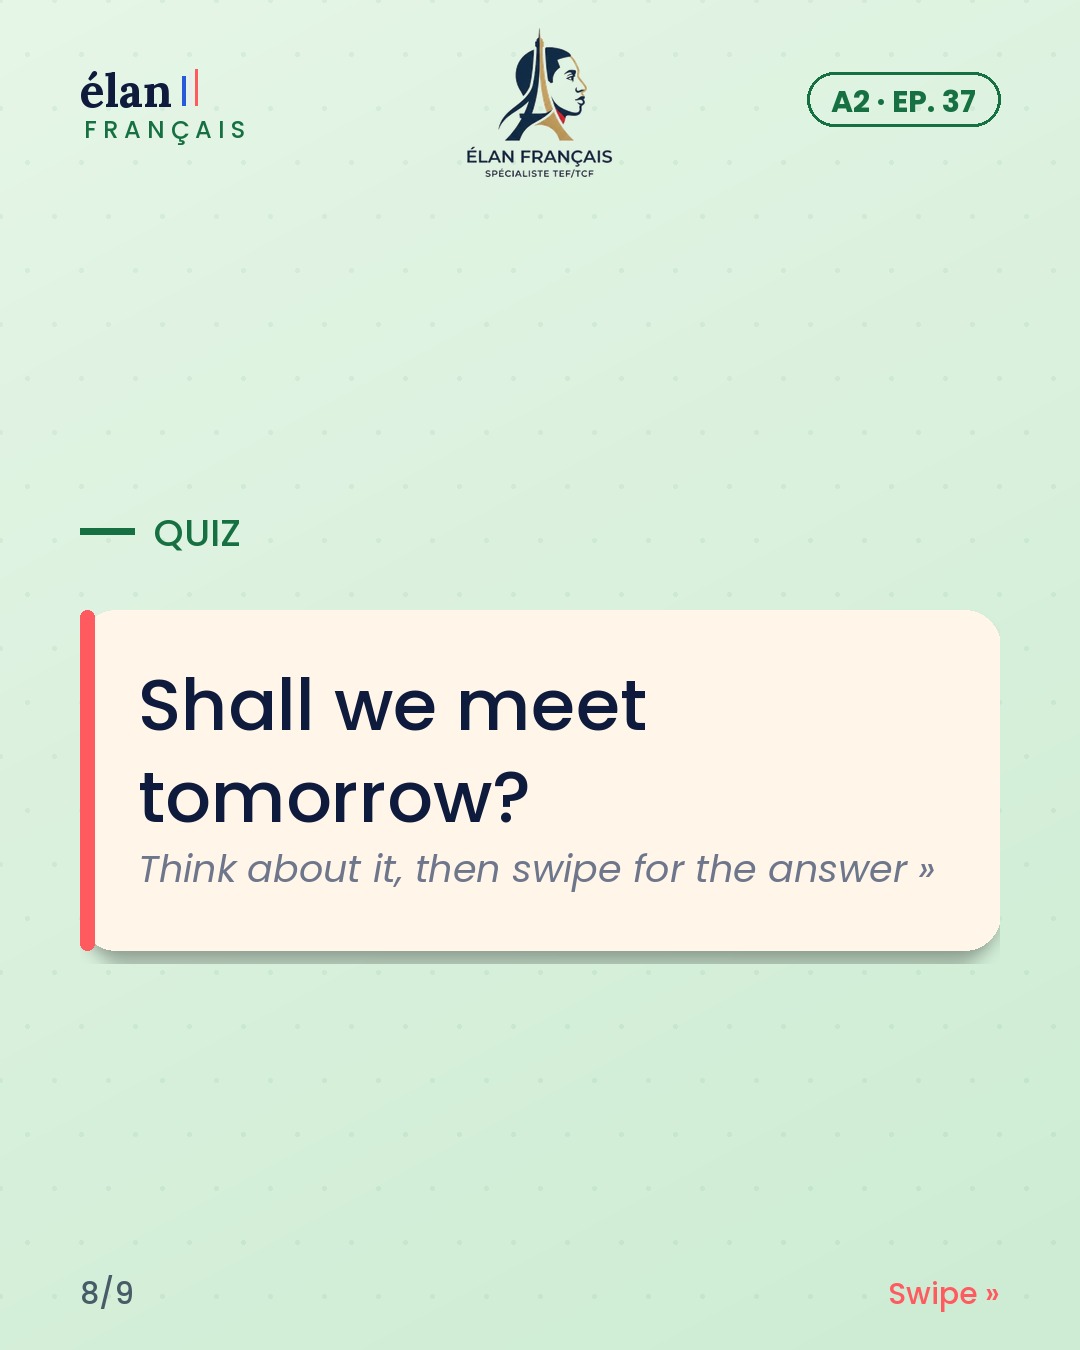 élan
FRANÇAIS
ÉLAN FRANÇAIS
SPÉCIALISTE TEF/TCF
A2 · EP. 37
QUIZ
Shall we meet
tomorrow?
Think about it, then swipe for the answer »
8/9
Swipe »